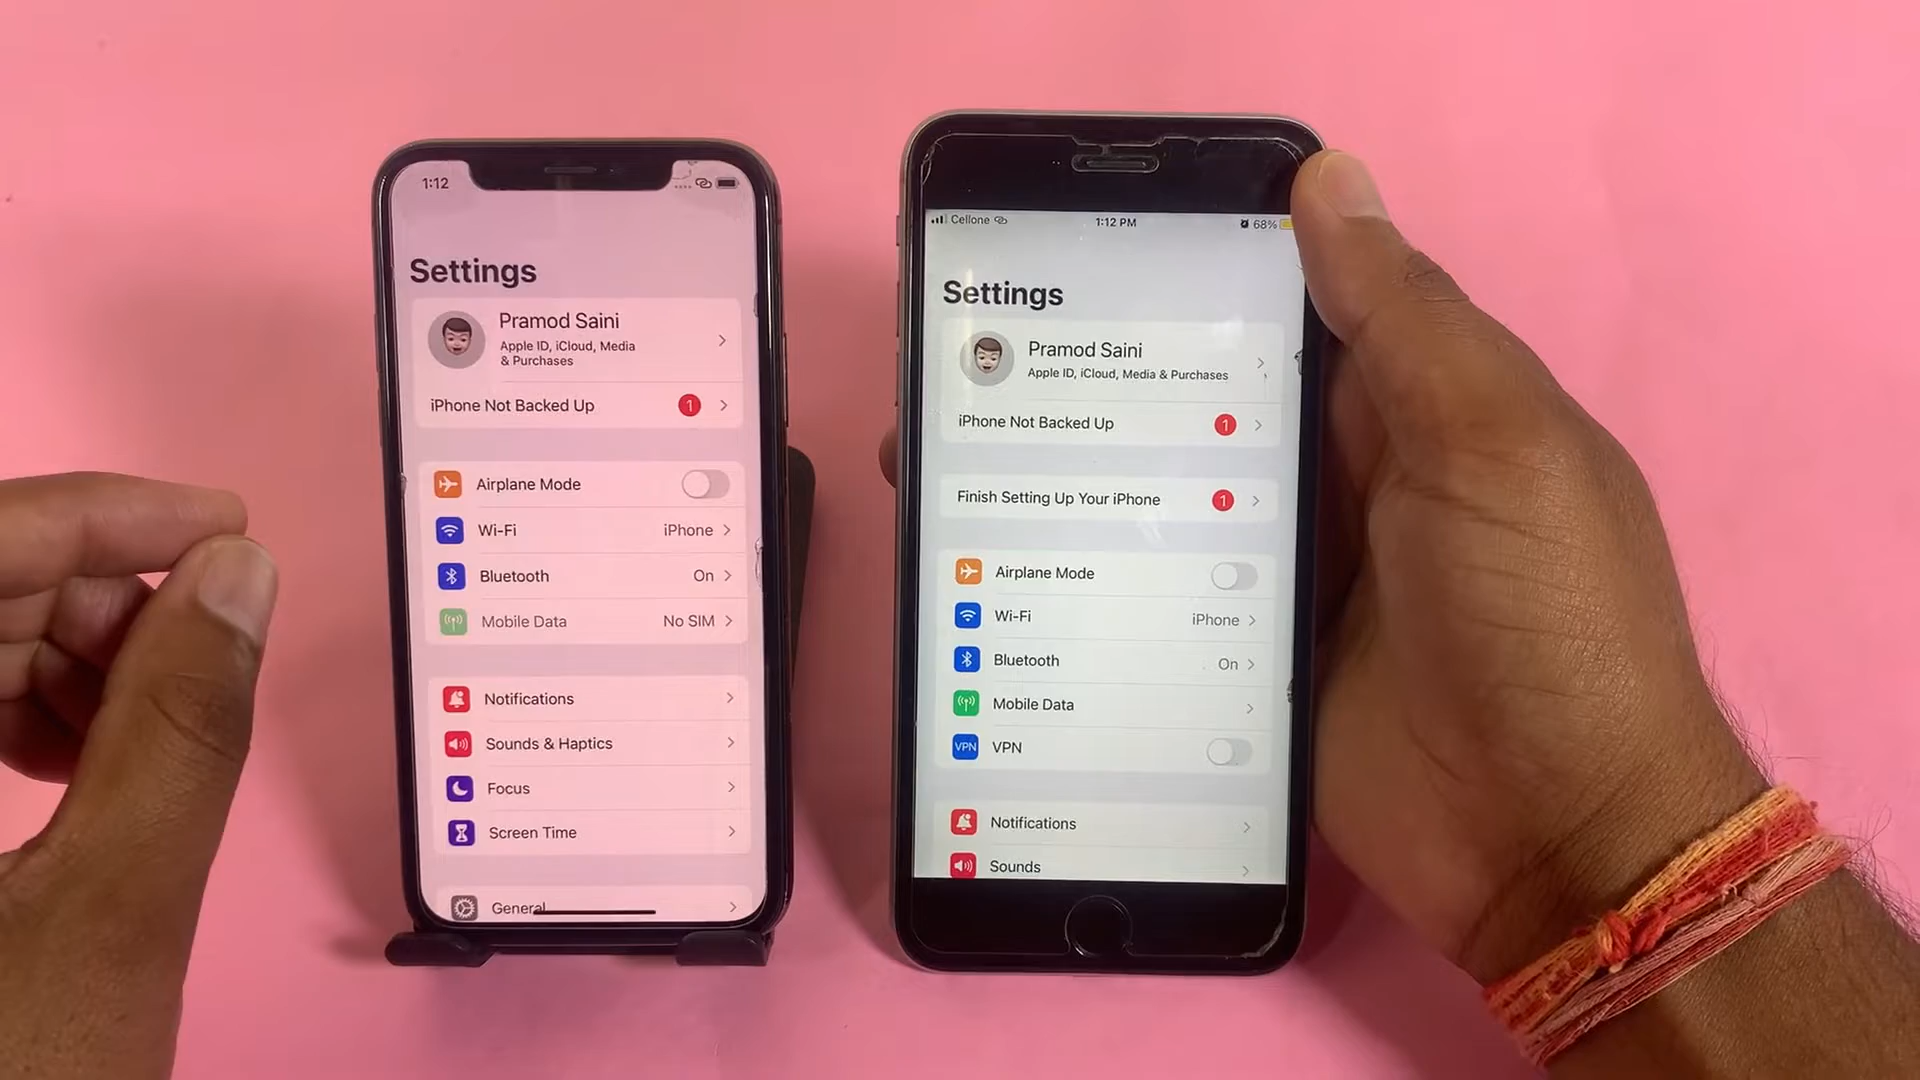 1:12
Settings
Pramod Saini
Apple ID, iCloud, Media
& Purchases
iPhone Not Backed Up 1
Airplane Mode
Wi-Fi iPhone
Bluetooth On
Mobile Data No SIM
Notifications
Sounds & Haptics
Focus
Screen Time
General
Cellone 1:12 PM 68%
Settings
Pramod Saini
Apple ID, iCloud, Media & Purchases
iPhone Not Backed Up 1
Finish Setting Up Your iPhone 1
Airplane Mode
Wi-Fi iPhone
Bluetooth On
Mobile Data
VPN VPN
Notifications
Sounds